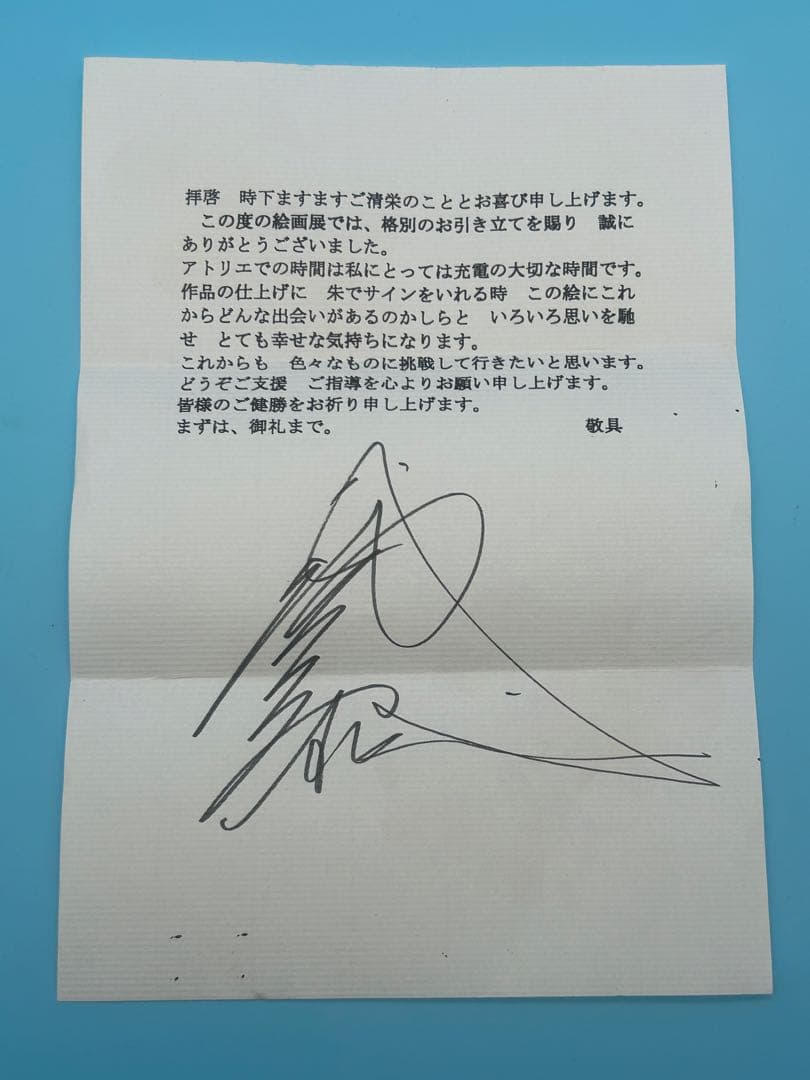 拝啓　時下ますますご清栄のこととお喜び申し上げます。
　この度の絵画展では、格別のお引き立てを賜り　誠に
ありがとうございました。
アトリエでの時間は私にとっては充電の大切な時間です。
作品の仕上げに　朱でサインをいれる時　この絵にこれ
からどんな出会いがあるのかしらと　いろいろ思いを馳
せ　とても幸せな気持ちになります。
これからも　色々なものに挑戦して行きたいと思います。
どうぞご支援　ご指導を心よりお願い申し上げます。
皆様のご健勝をお祈り申し上げます。
まずは、御礼まで。　　　　　　　　　　　　　　敬具